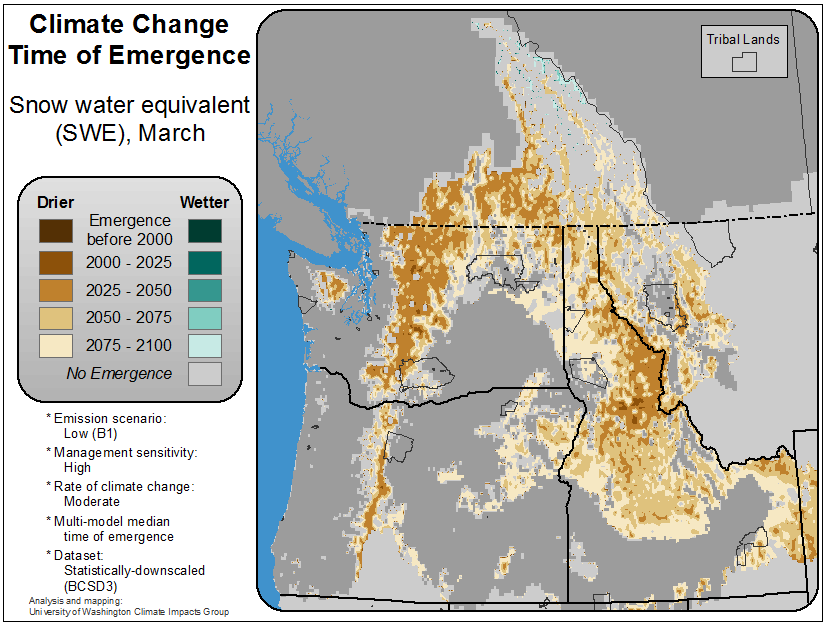 Climate Change
Time of Emergence
Snow water equivalent
(SWE), March
Drier
Wetter
Emergence
before 2000
2000 - 2025
2025 - 2050
2050 - 2075
2075 - 2100
No Emergence
* Emission scenario:
Low (B1)
* Management sensitivity:
High
* Rate of climate change:
Moderate
* Multi-model median
time of emergence
* Dataset:
Statistically-downscaled
(BCSD3)
Analysis and mapping:
University of Washington Climate Impacts Group
Tribal Lands